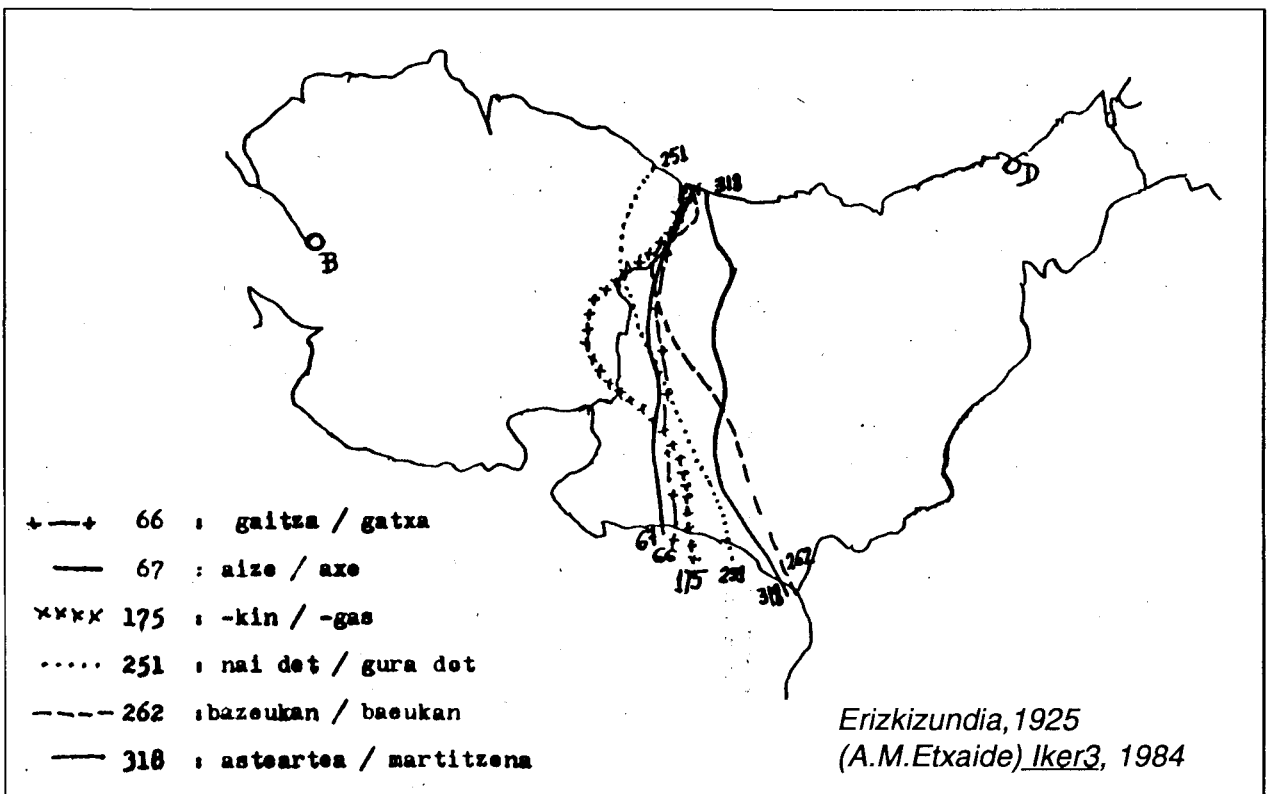 251
318
D
B
67
66
175
251
318
262
66 : gaitza / gatxa
67 : aize / axe
175 : -kin / -gas
251 : nai det / gura dot
262 : bazeukan / baeukan
318 : asteartea / martitzena
Erizkizundia, 1925
(A.M.Etxaide) Iker3, 1984